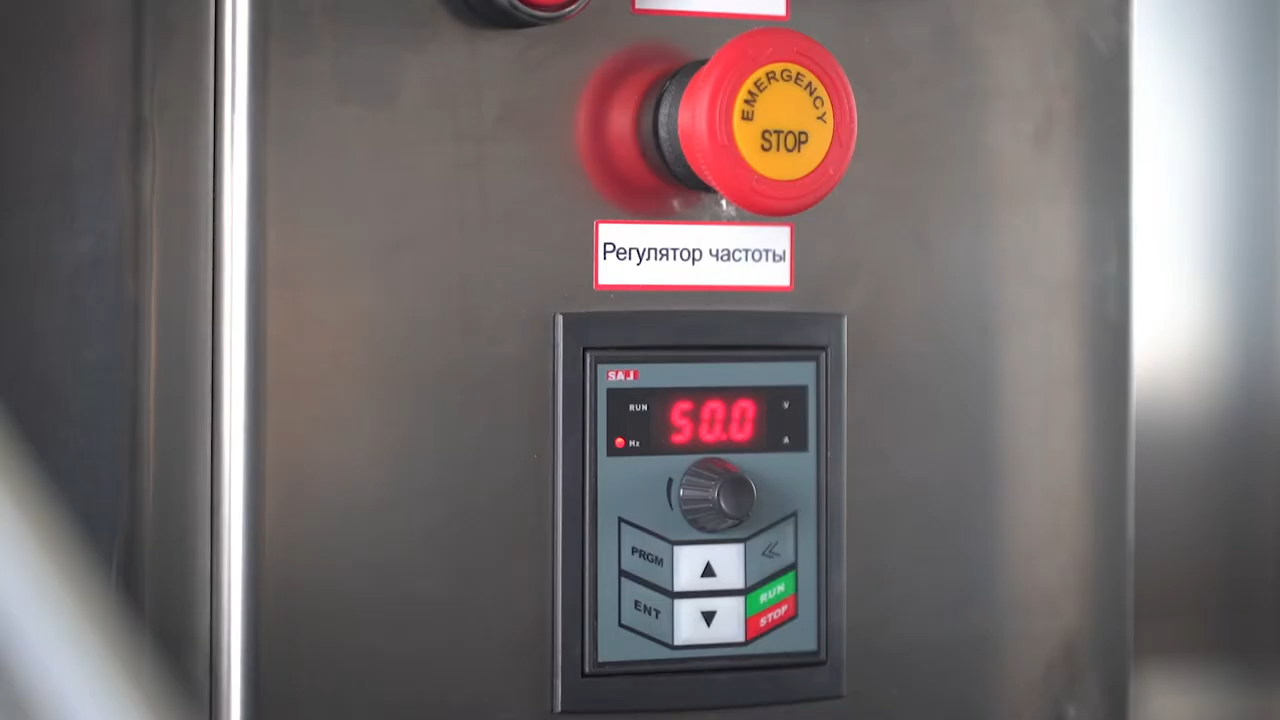 EMERGENCY
STOP
Регулятор частоты
SAJ
RUN
50.0
V
Hz
A
PRGM
ENT
RUN
STOP